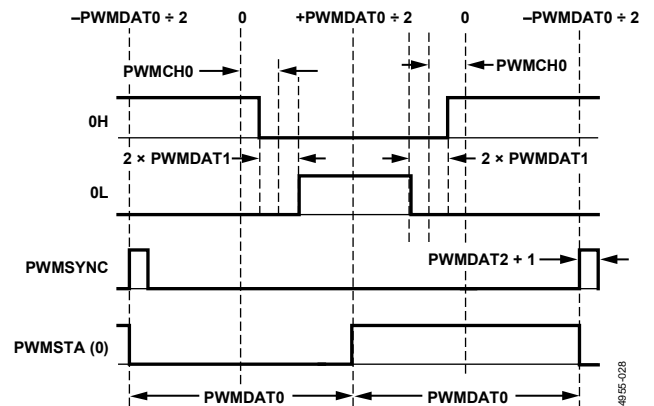 –PWMDAT0 ÷ 2 0 +PWMDAT0 ÷ 2 0 –PWMDAT0 ÷ 2
PWMCH0 PWMCH0
0H
2 × PWMDAT1 2 × PWMDAT1
0L
PWMDAT2 + 1
PWMSYNC
PWMSTA (0)
PWMDAT0 PWMDAT0
4955-028